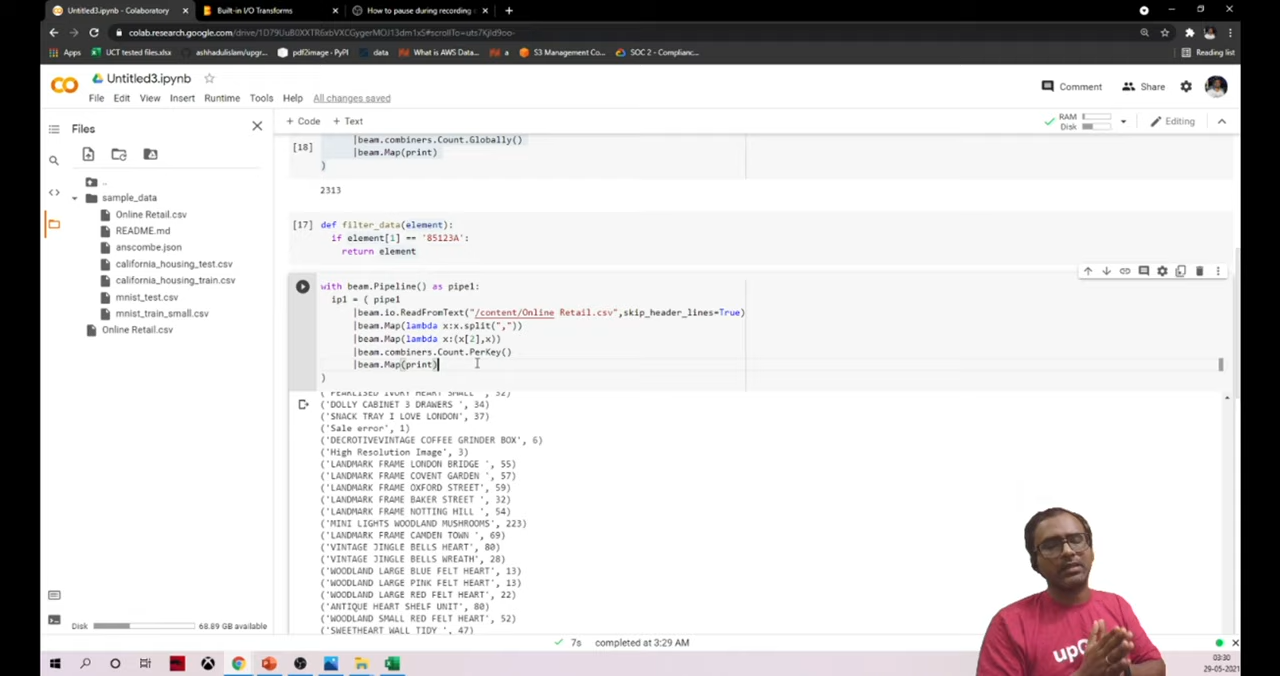 Untitled3.ipynb - Colaboratory
Built-in I/O Transforms
How to pause during recording
colab.research.google.com/drive/
Apps
UCT tested files.xlsx
ashhadulislam/upgr...
pdf2image · PyPI
data
What is AWS Data...
a
S3 Management Co...
SOC 2 - Complianc...
Reading list
Untitled3.ipynb
Comment
Share
File Edit View Insert Runtime Tools Help All changes saved
Files
+ Code + Text
RAM
Disk
Editing
..
sample_data
Online Retail.csv
README.md
anscombe.json
california_housing_test.csv
california_housing_train.csv
mnist_test.csv
mnist_train_small.csv
Online Retail.csv
Disk
68.89 GB available
[18]
|beam.combiners.Count.Globally()
|beam.Map(print)
)
2313
[17]
def filter_data(element):
if element[1] == '85123A':
return element
with beam.Pipeline() as pipe1:
ip1 = ( pipe1
|beam.io.ReadFromText("/content/Online Retail.csv",skip_header_lines=True)
|beam.Map(lambda x:x.split(","))
|beam.Map(lambda x:(x[2],x))
|beam.combiners.Count.PerKey()
|beam.Map(print)
)
('PEARLISED IVORY HEART SMALL ', 32)
('DOLLY CABINET 3 DRAWERS ', 34)
('SNACK TRAY I LOVE LONDON', 37)
('Sale error', 1)
('DECROTIVEVINTAGE COFFEE GRINDER BOX', 6)
('High Resolution Image', 3)
('LANDMARK FRAME LONDON BRIDGE ', 55)
('LANDMARK FRAME COVENT GARDEN ', 57)
('LANDMARK FRAME OXFORD STREET', 59)
('LANDMARK FRAME BAKER STREET ', 32)
('LANDMARK FRAME NOTTING HILL ', 54)
('MINI LIGHTS WOODLAND MUSHROOMS', 223)
('LANDMARK FRAME CAMDEN TOWN ', 69)
('VINTAGE JINGLE BELLS HEART', 80)
('VINTAGE JINGLE BELLS WREATH', 28)
('WOODLAND LARGE BLUE FELT HEART', 13)
('WOODLAND LARGE PINK FELT HEART', 13)
('WOODLAND LARGE RED FELT HEART', 22)
('ANTIQUE HEART SHELF UNIT', 80)
('WOODLAND SMALL RED FELT HEART', 52)
('SWEETHEART WALL TIDY ', 47)
7s completed at 3:29 AM
03:30
29-05-2021